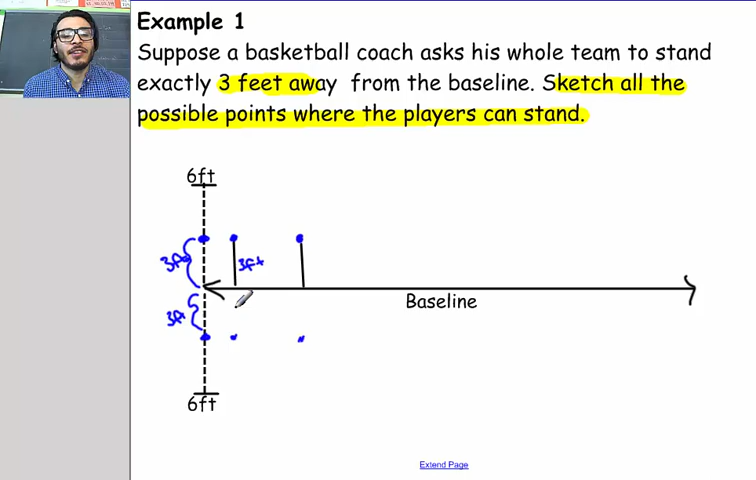 Example 1
Suppose a basketball coach asks his whole team to stand
exactly 3 feet away from the baseline. Sketch all the
possible points where the players can stand.
6ft
3ft
3ft
Baseline
3ft
6ft
Extend Page